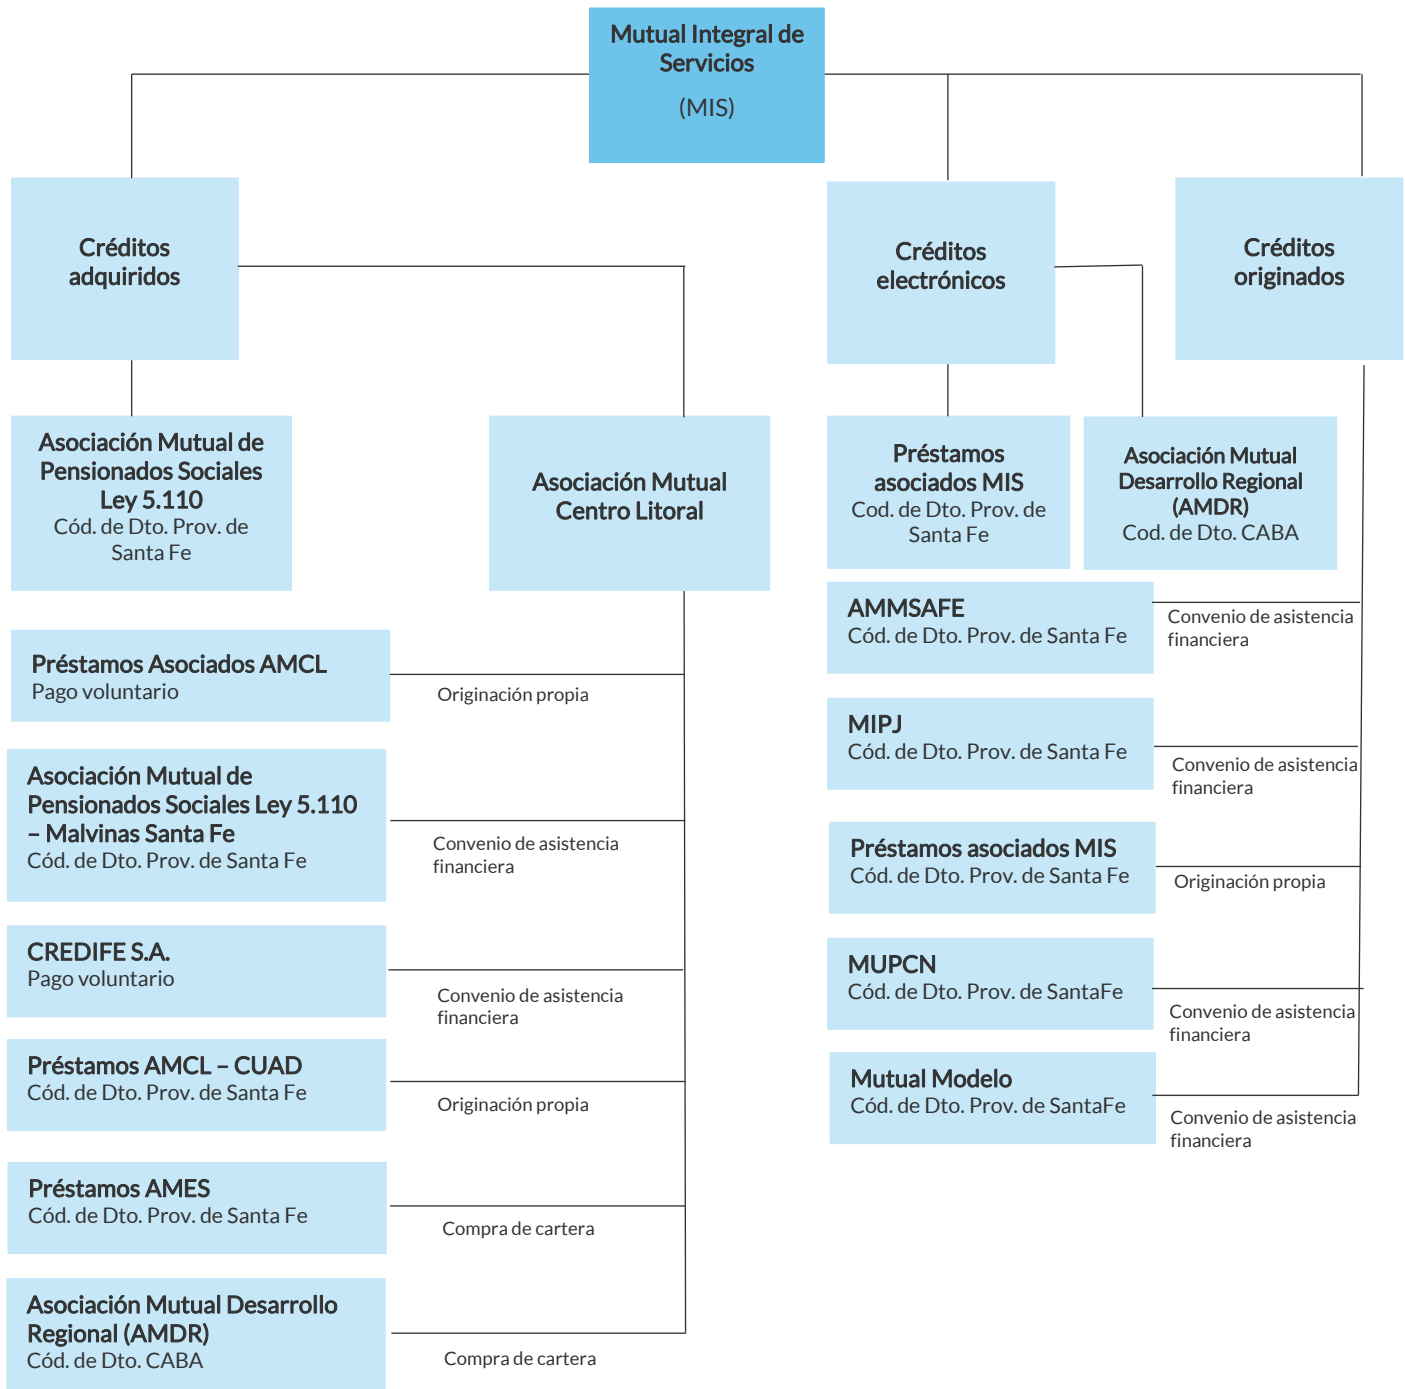 Mutual Integral de
Servicios
(MIS)
Créditos
adquiridos
Créditos
electrónicos
Créditos
originados
Asociación Mutual de
Pensionados Sociales
Ley 5.110
Cód. de Dto. Prov. de
Santa Fe
Asociación Mutual
Centro Litoral
Préstamos
asociados MIS
Cod. de Dto. Prov. de
Santa Fe
Asociación Mutual
Desarrollo Regional
(AMDR)
Cod. de Dto. CABA
Préstamos Asociados AMCL
Pago voluntario
Originación propia
Asociación Mutual de
Pensionados Sociales Ley 5.110
– Malvinas Santa Fe
Cód. de Dto. Prov. de Santa Fe
Convenio de asistencia
financiera
CREDIFE S.A.
Pago voluntario
Convenio de asistencia
financiera
Préstamos AMCL – CUAD
Cód. de Dto. Prov. de Santa Fe
Originación propia
Préstamos AMES
Cód. de Dto. Prov. de Santa Fe
Compra de cartera
Asociación Mutual Desarrollo
Regional (AMDR)
Cód. de Dto. CABA
Compra de cartera
AMMSAFE
Cód. de Dto. Prov. de Santa Fe
Convenio de asistencia
financiera
MIPJ
Cód. de Dto. Prov. de Santa Fe
Convenio de asistencia
financiera
Préstamos asociados MIS
Cód. de Dto. Prov. de Santa Fe
Originación propia
MUPCN
Cód. de Dto. Prov. de SantaFe
Convenio de asistencia
financiera
Mutual Modelo
Cód. de Dto. Prov. de SantaFe
Convenio de asistencia
financiera